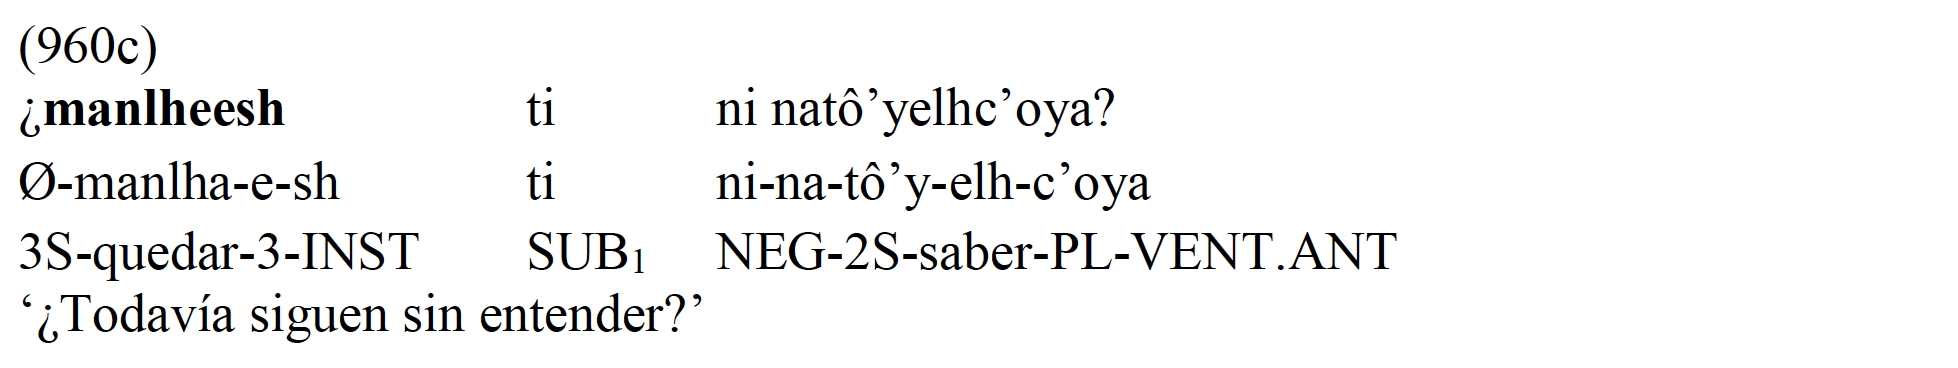 (960c)
¿manlheesh ti ni natô’yelhc’oya?
Ø-manlha-e-sh ti ni-na-tô’y-elh-c’oya
3S-quedar-3-INST SUB₁ NEG-2S-saber-PL-VENT.ANT
‘¿Todavía siguen sin entender?’